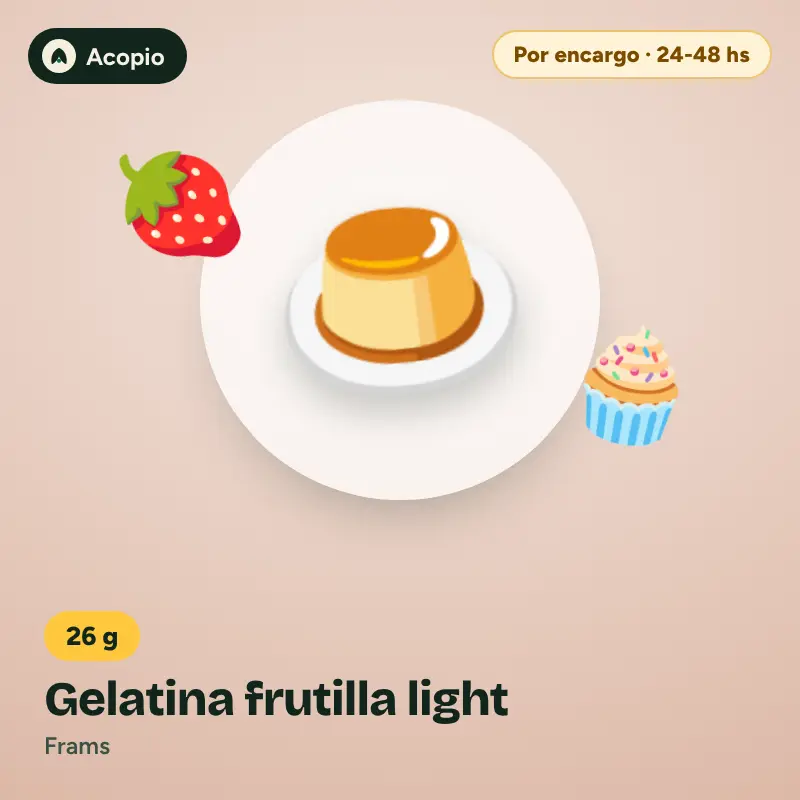 Acopio
Por encargo · 24-48 hs
26 g
Gelatina frutilla light
Frams